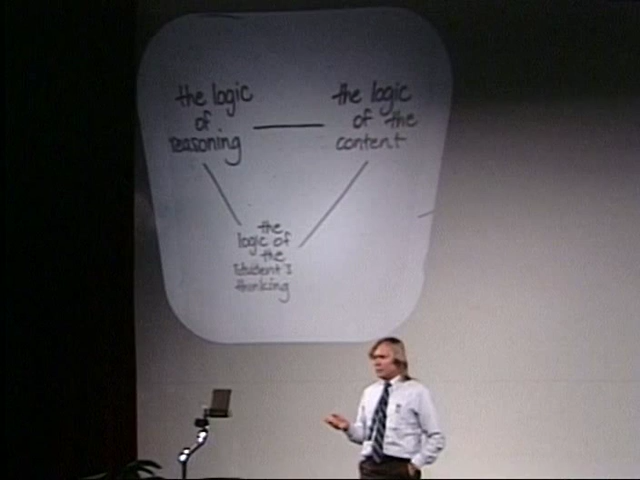 the logic
of
reasoning
the logic
of the
content
the
logic of
the
student's
thinking